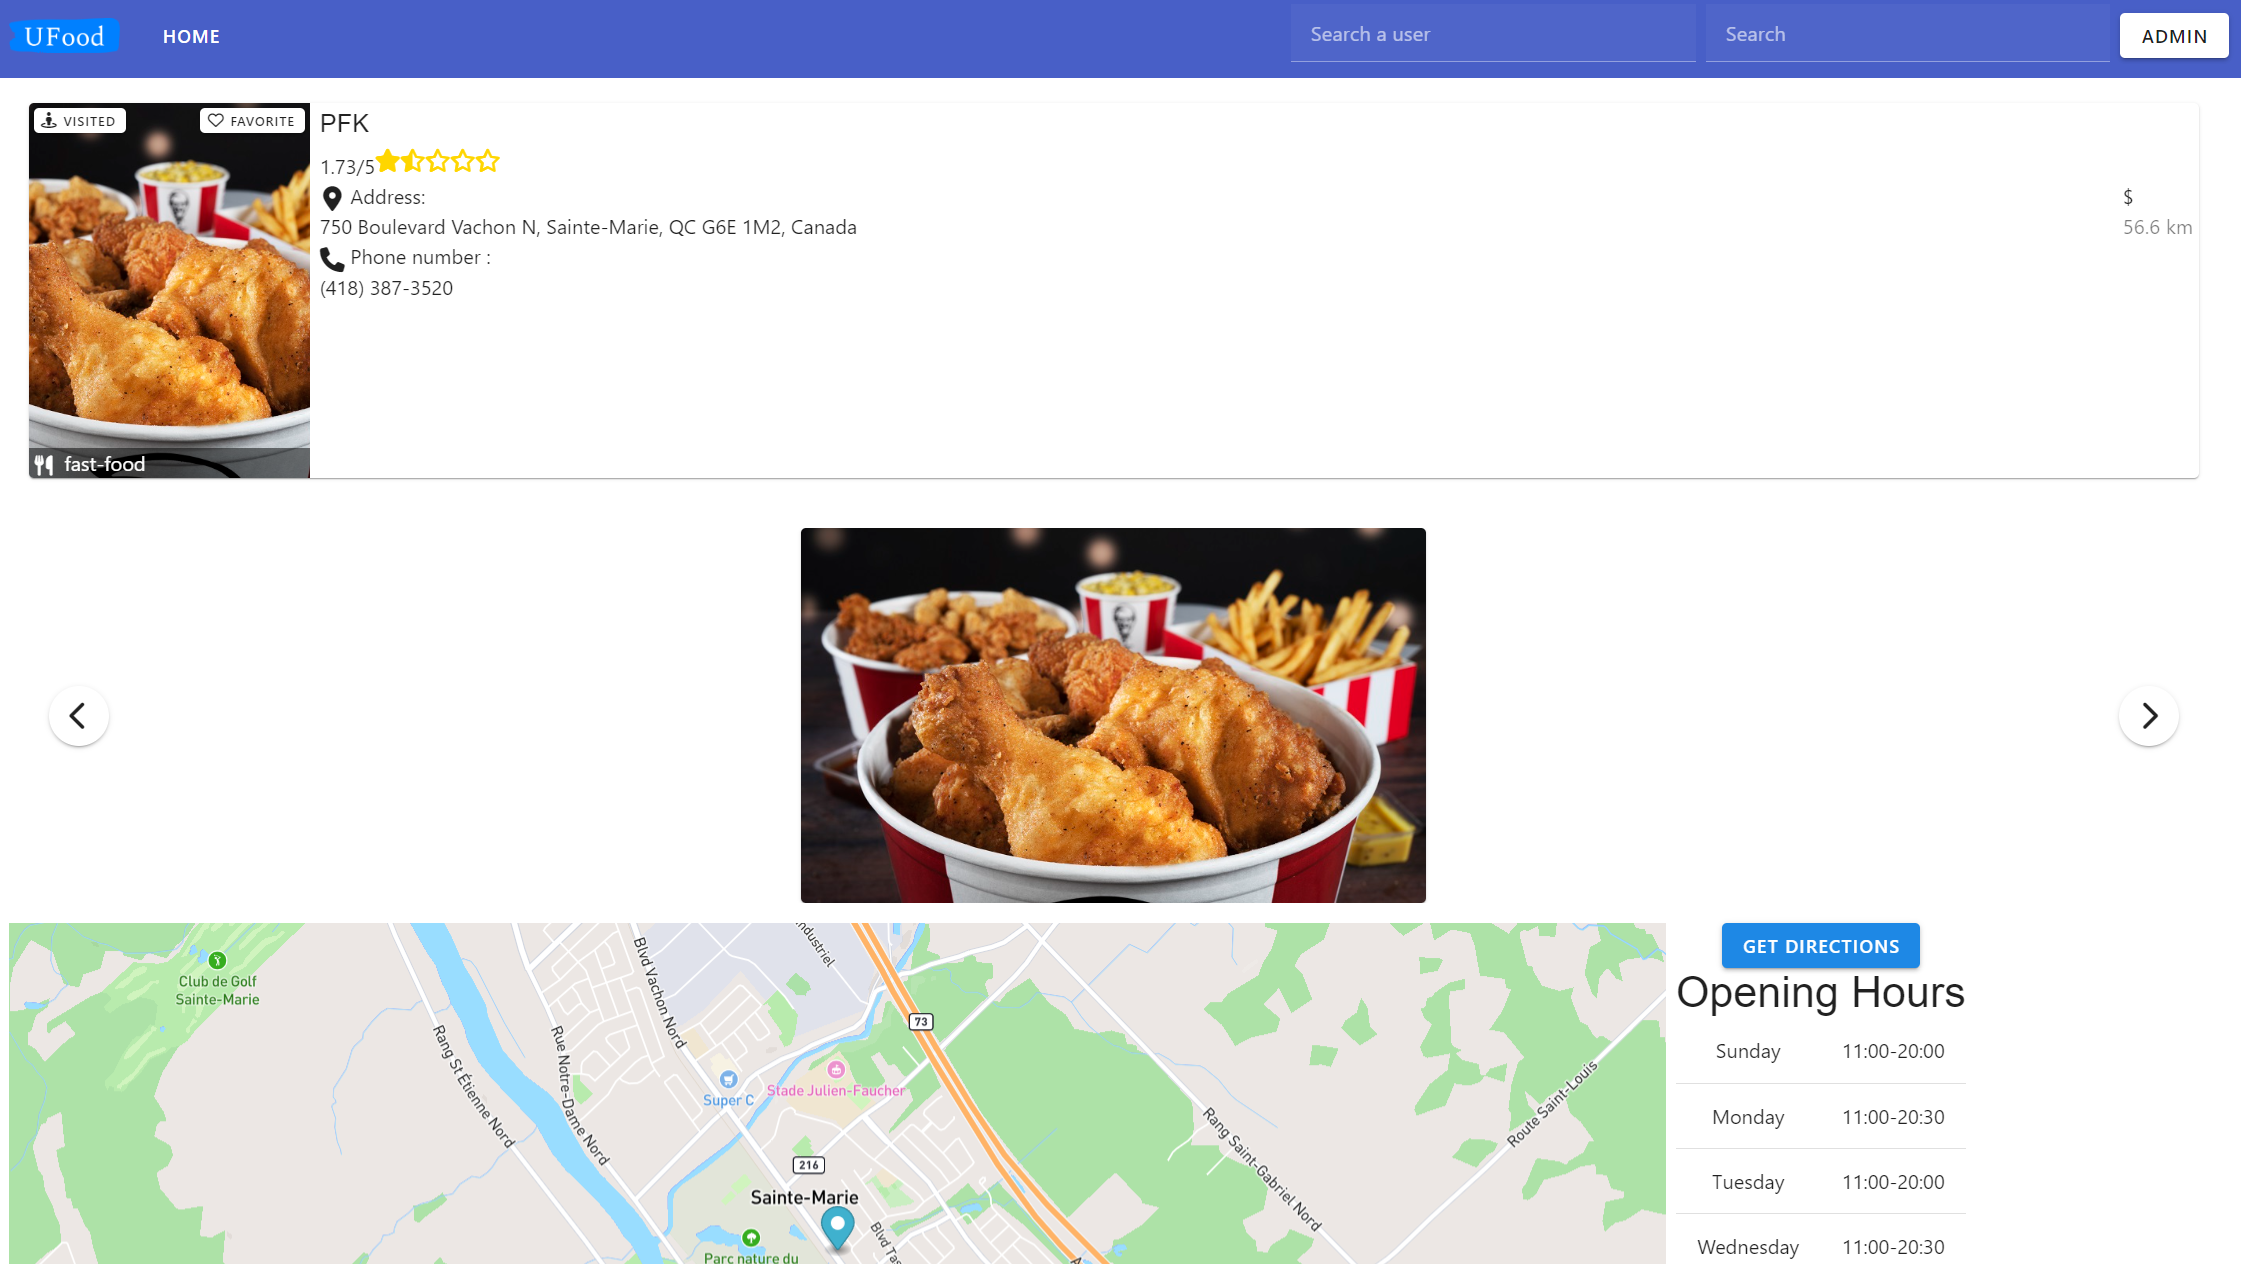 UFood
HOME
Search a user
Search
ADMIN
VISITED
FAVORITE
fast-food
PFK
1.73/5
Address:
$
750 Boulevard Vachon N, Sainte-Marie, QC G6E 1M2, Canada
56.6 km
Phone number :
(418) 387-3520
Club de Golf
Sainte-Marie
Rang St Étienne Nord
Rue Notre-Dame Nord
Blvd Vachon Nord
Industriel
73
Super C
Stade Julien-Faucher
216
Sainte-Marie
Parc nature du
Rang Saint-Gabriel Nord
Route Saint-Louis
GET DIRECTIONS
Opening Hours
Sunday 11:00-20:00
Monday 11:00-20:30
Tuesday 11:00-20:00
Wednesday 11:00-20:30